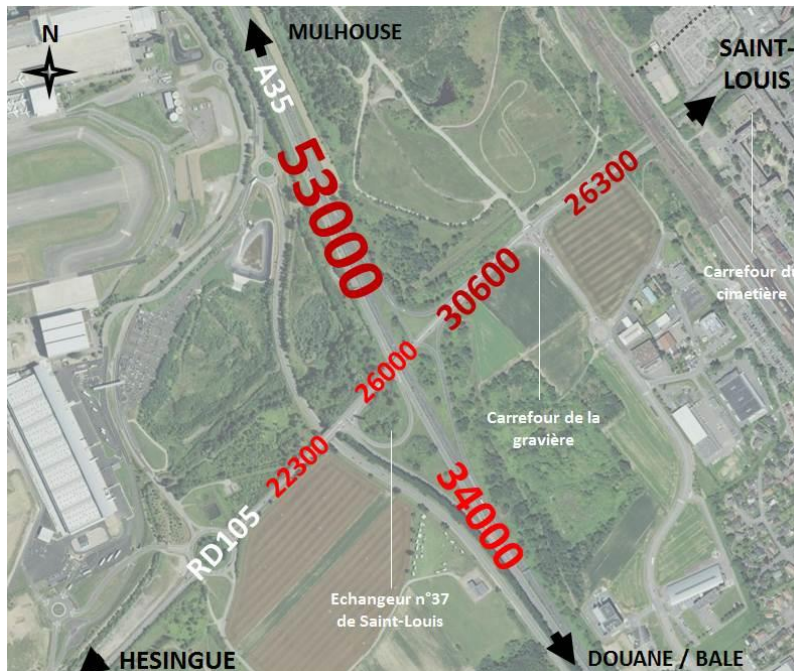 N
MULHOUSE
A35
SAINT-
LOUIS
53000
26300
30600
Carrefour du
cimetière
26000
Carrefour de la
gravière
22300
34000
RD105
Echangeur n°37
de Saint-Louis
HESINGUE
DOUANE / BALE